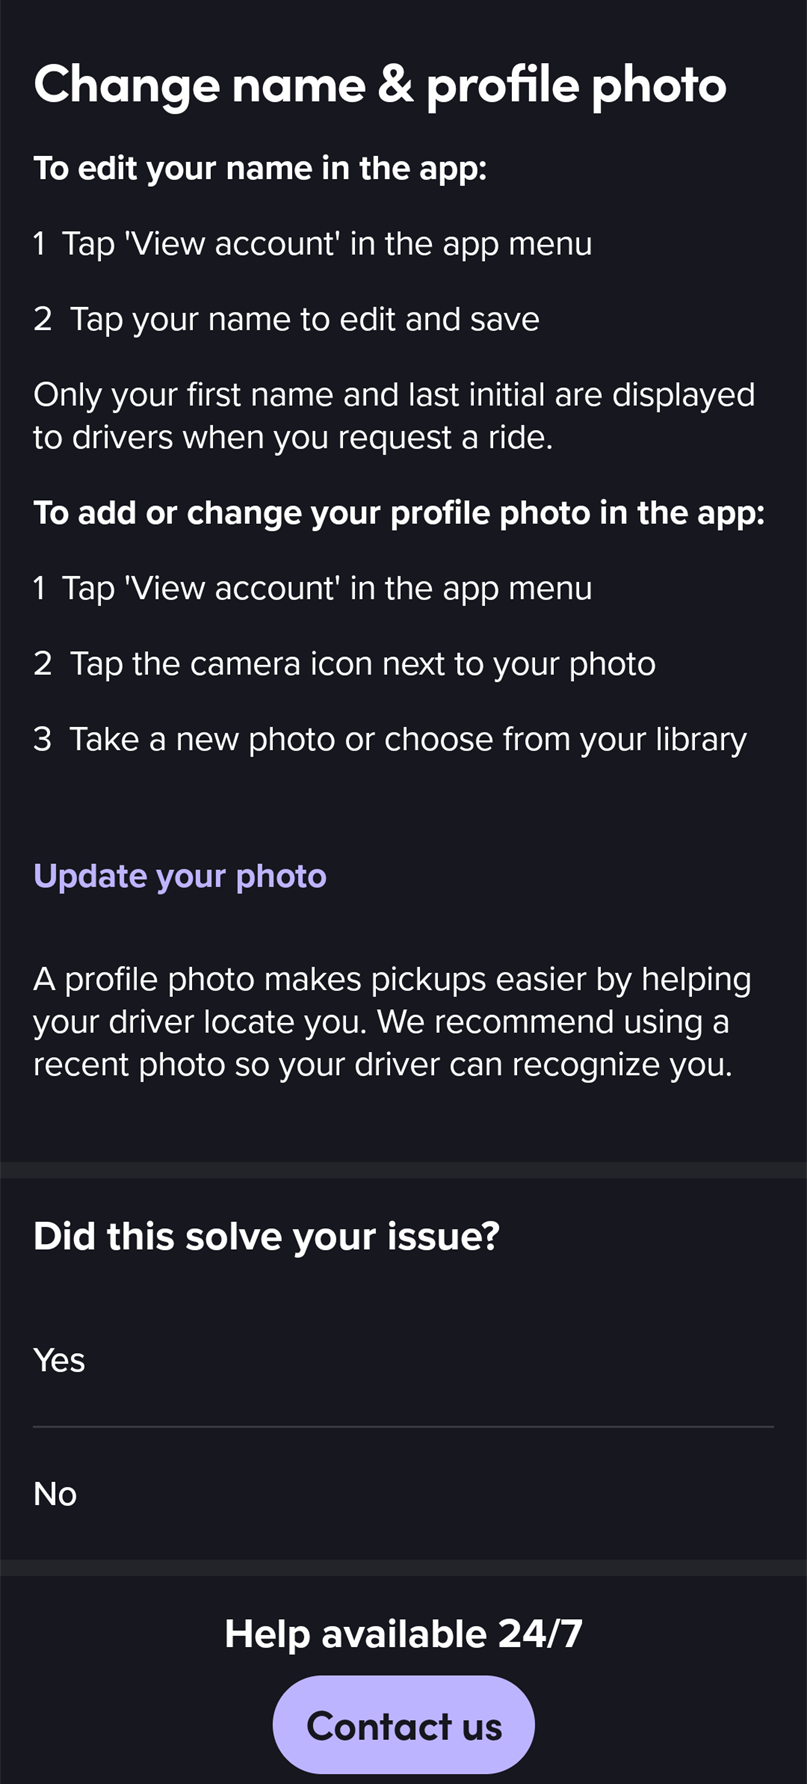 Change name & profile photo
To edit your name in the app:
1 Tap 'View account' in the app menu
2 Tap your name to edit and save
Only your first name and last initial are displayed
to drivers when you request a ride.
To add or change your profile photo in the app:
1 Tap 'View account' in the app menu
2 Tap the camera icon next to your photo
3 Take a new photo or choose from your library
Update your photo
A profile photo makes pickups easier by helping
your driver locate you. We recommend using a
recent photo so your driver can recognize you.
Did this solve your issue?
Yes
No
Help available 24/7
Contact us